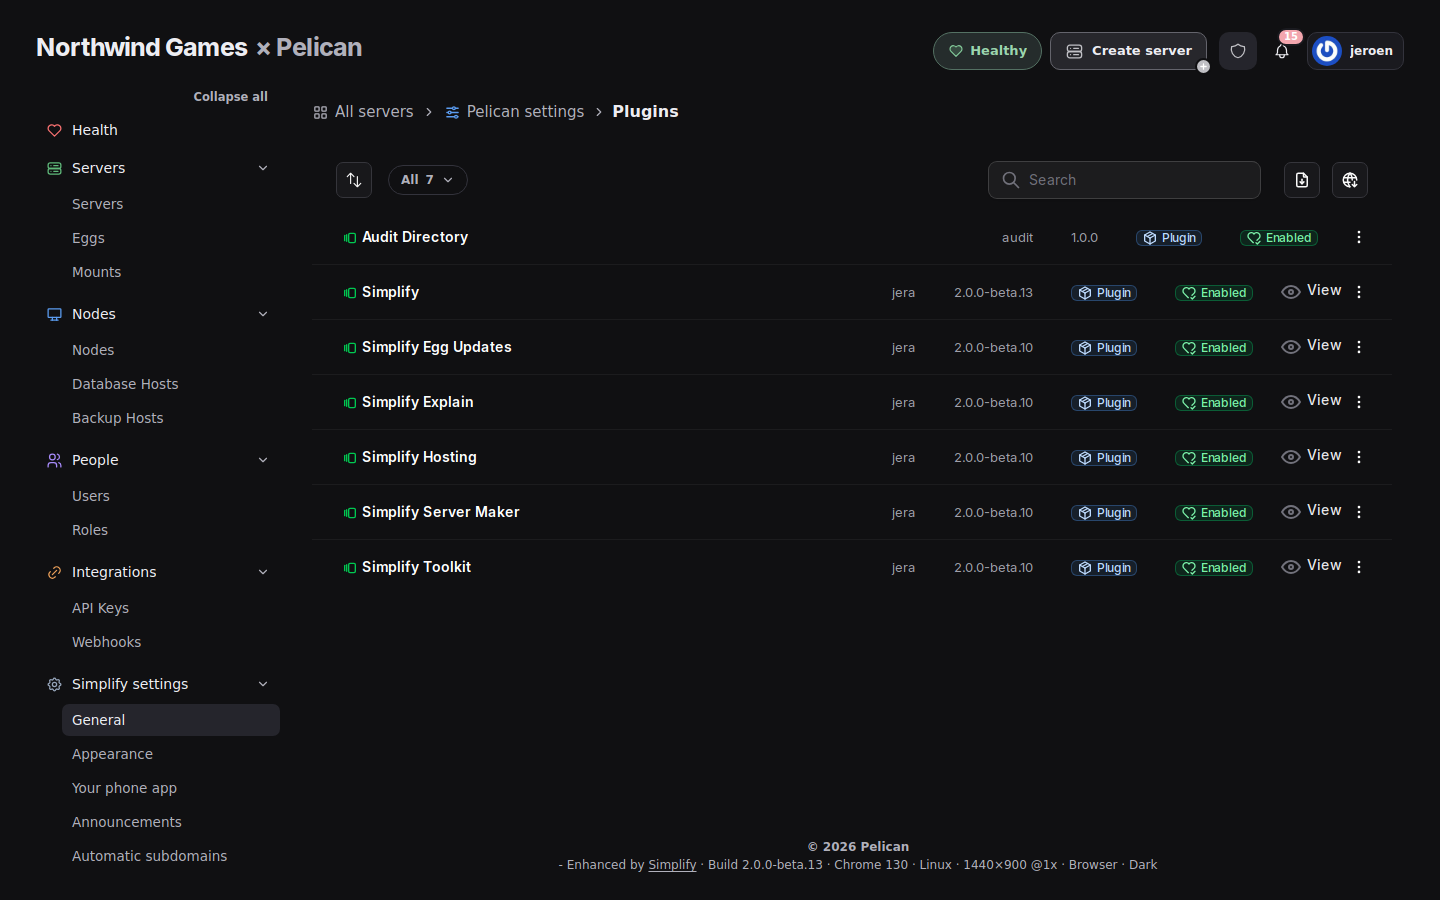 Northwind Games × Pelican
Healthy
Create server
15
jeroen
Collapse all
Health
Servers
Servers
Eggs
Mounts
Nodes
Nodes
Database Hosts
Backup Hosts
People
Users
Roles
Integrations
API Keys
Webhooks
Simplify settings
General
Appearance
Your phone app
Announcements
Automatic subdomains
All servers > Pelican settings > Plugins
All 7
Search
Audit Directory audit 1.0.0 Plugin Enabled
Simplify jera 2.0.0-beta.13 Plugin Enabled View
Simplify Egg Updates jera 2.0.0-beta.10 Plugin Enabled View
Simplify Explain jera 2.0.0-beta.10 Plugin Enabled View
Simplify Hosting jera 2.0.0-beta.10 Plugin Enabled View
Simplify Server Maker jera 2.0.0-beta.10 Plugin Enabled View
Simplify Toolkit jera 2.0.0-beta.10 Plugin Enabled View
© 2026 Pelican
- Enhanced by Simplify · Build 2.0.0-beta.13 · Chrome 130 · Linux · 1440×900 @1x · Browser · Dark